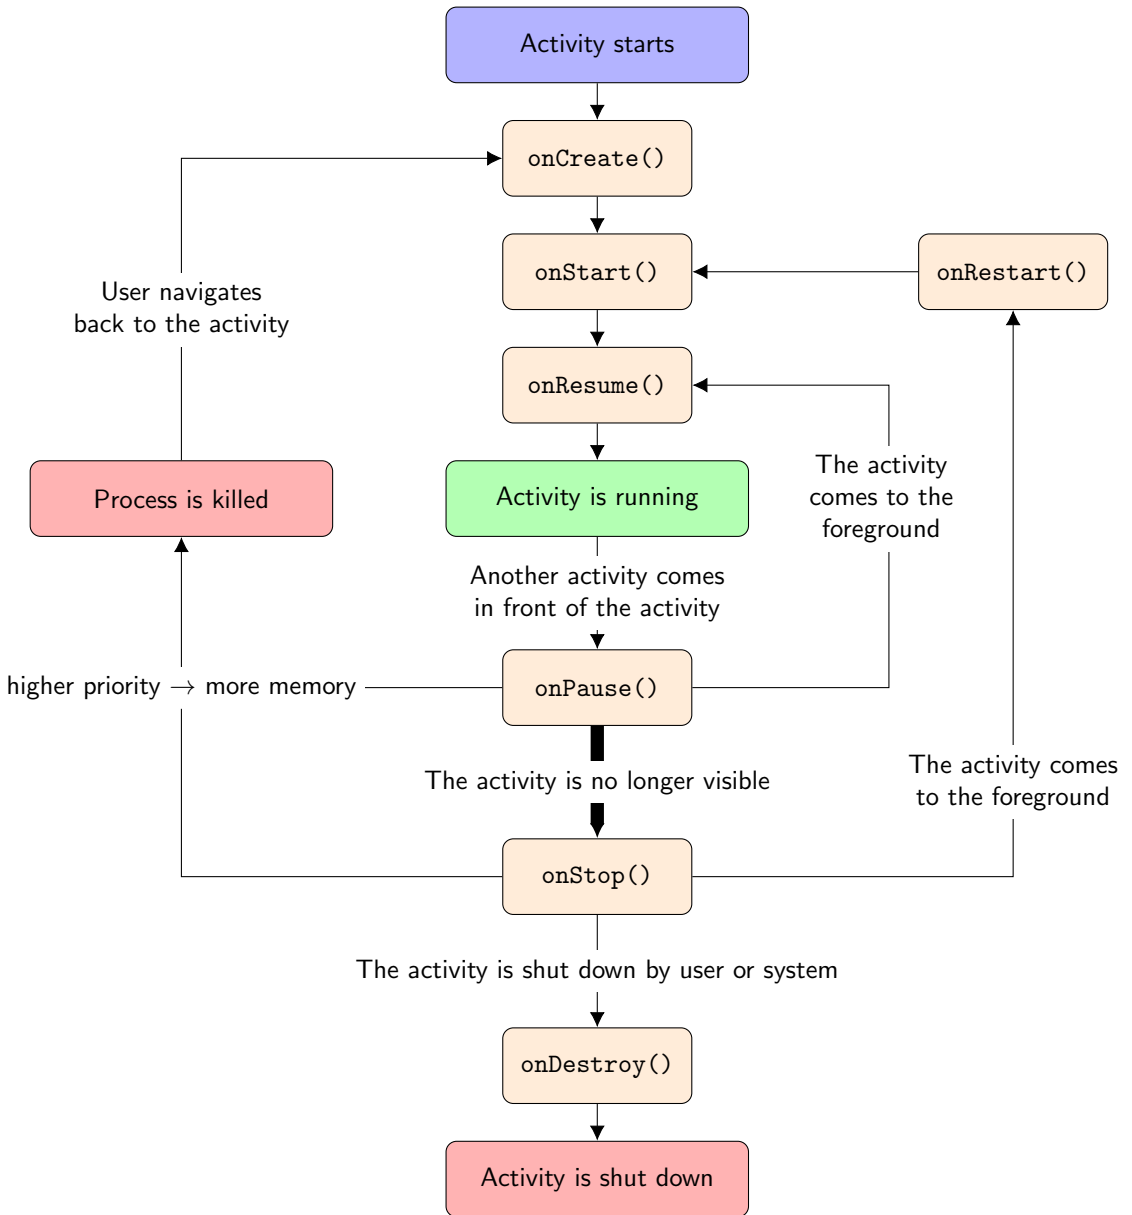 Activity starts
onCreate()
onStart()
onRestart()
User navigates
back to the activity
onResume()
The activity
comes to the
foreground
Process is killed
Activity is running
Another activity comes
in front of the activity
higher priority → more memory
onPause()
The activity is no longer visible
The activity comes
to the foreground
onStop()
The activity is shut down by user or system
onDestroy()
Activity is shut down